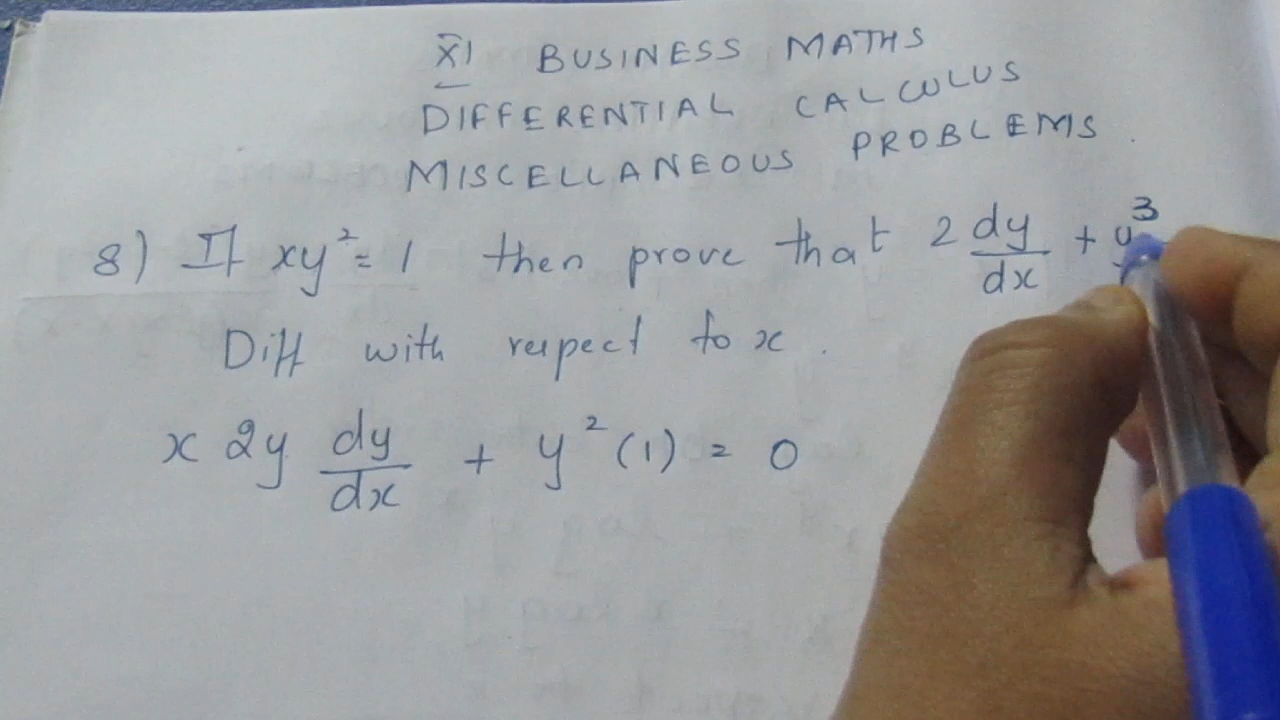 XI BUSINESS MATHS
DIFFERENTIAL CALCULUS
MISCELLANEOUS PROBLEMS.
8) If xy² = 1 then prove that 2 dy/dx + y³
Diff with respect to x.
x 2y dy/dx + y² (1) = 0